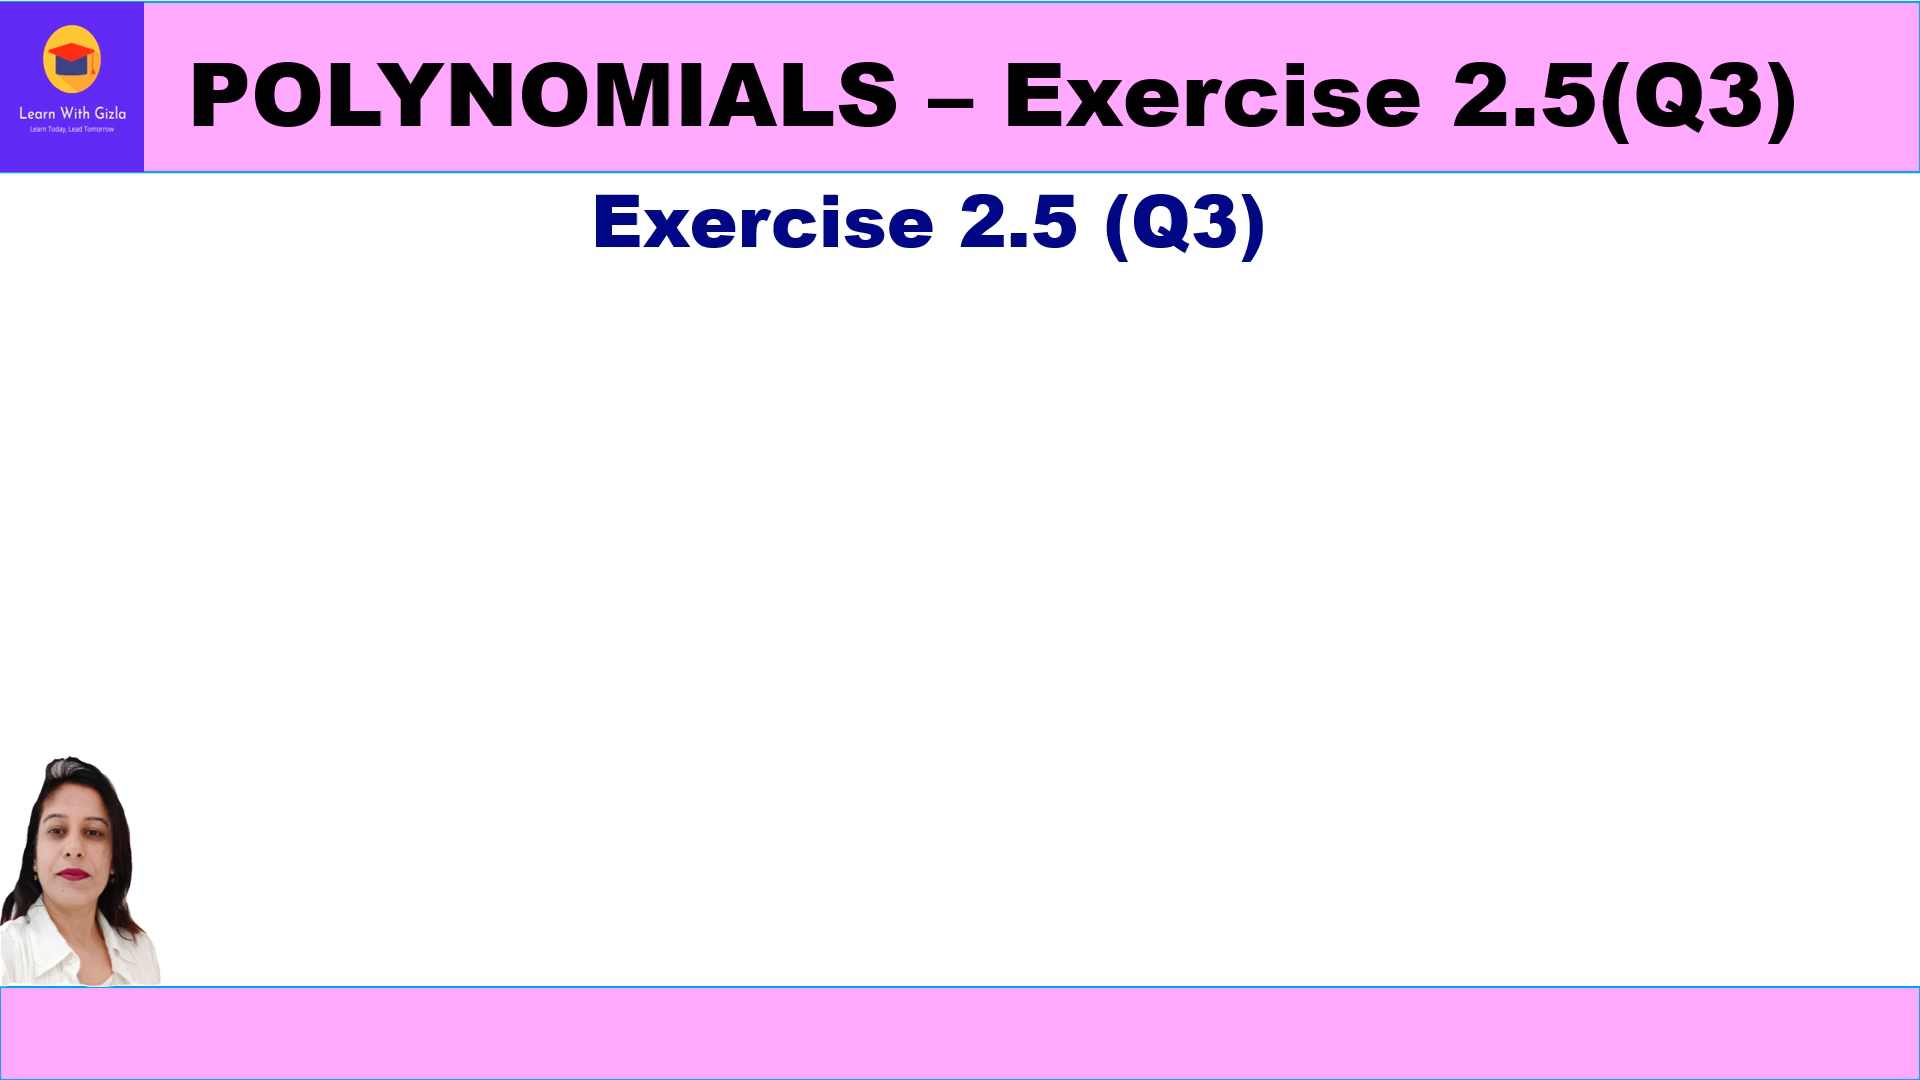 POLYNOMIALS – Exercise 2.5(Q3)
Learn With Gizla
Learn Today, Lead Tomorrow
Exercise 2.5 (Q3)